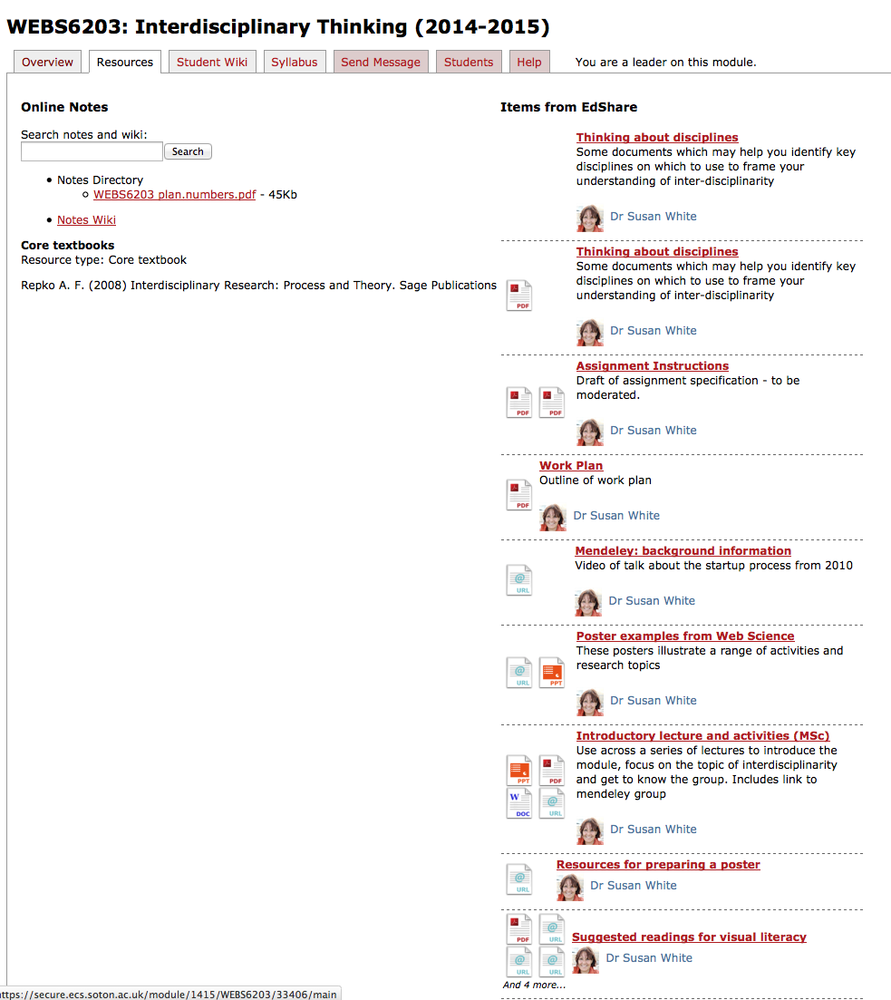 WEBS6203: Interdisciplinary Thinking (2014-2015)
Overview
Resources
Student Wiki
Syllabus
Send Message
Students
Help
You are a leader on this module.
Online Notes
Search notes and wiki:
Search
Notes Directory
WEBS6203 plan.numbers.pdf - 45Kb
Notes Wiki
Core textbooks
Resource type: Core textbook
Repko A. F. (2008) Interdisciplinary Research: Process and Theory. Sage Publications
Items from EdShare
Thinking about disciplines
Some documents which may help you identify key
disciplines on which to use to frame your
understanding of inter-disciplinarity
Dr Susan White
Thinking about disciplines
Some documents which may help you identify key
disciplines on which to use to frame your
understanding of inter-disciplinarity
PDF
Dr Susan White
Assignment Instructions
Draft of assignment specification - to be
moderated.
PDF PDF
Dr Susan White
Work Plan
Outline of work plan
PDF
Dr Susan White
Mendeley: background information
Video of talk about the startup process from 2010
URL
Dr Susan White
Poster examples from Web Science
These posters illustrate a range of activities and
research topics
URL PPT
Dr Susan White
Introductory lecture and activities (MSc)
Use across a series of lectures to introduce the
module, focus on the topic of interdisciplinarity
and get to know the group. Includes link to
mendeley group
PPT PDF
W DOC URL
Dr Susan White
Resources for preparing a poster
URL
Dr Susan White
PDF URL
Suggested readings for visual literacy
Dr Susan White
URL URL
And 4 more...
ttps://secure.ecs.soton.ac.uk/module/1415/WEBS6203/33406/main